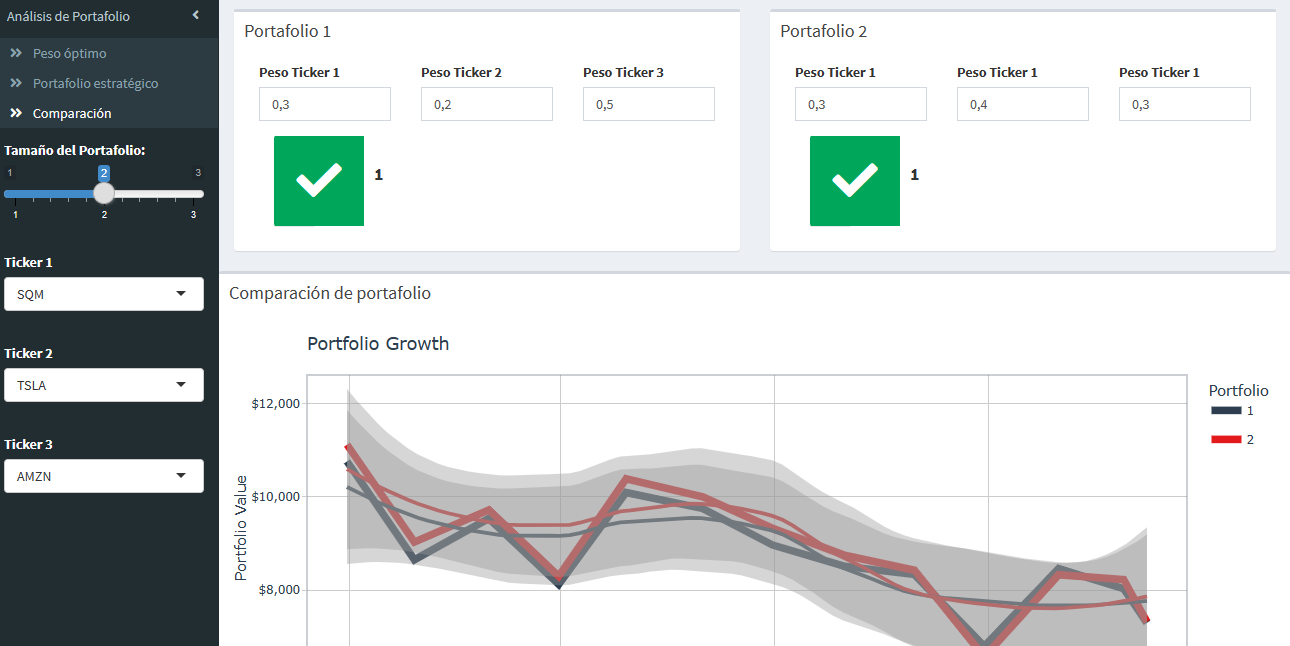 Análisis de Portafolio
Peso óptimo
Portafolio estratégico
Comparación
Tamaño del Portafolio:
1 2 3
1 2 3
Ticker 1
SQM
Ticker 2
TSLA
Ticker 3
AMZN
Portafolio 1
Peso Ticker 1 Peso Ticker 2 Peso Ticker 3
0,3 0,2 0,5
1
Portafolio 2
Peso Ticker 1 Peso Ticker 1 Peso Ticker 1
0,3 0,4 0,3
1
Comparación de portafolio
Portfolio Growth
Portfolio Value
$12,000
$10,000
$8,000
Portfolio
1
2